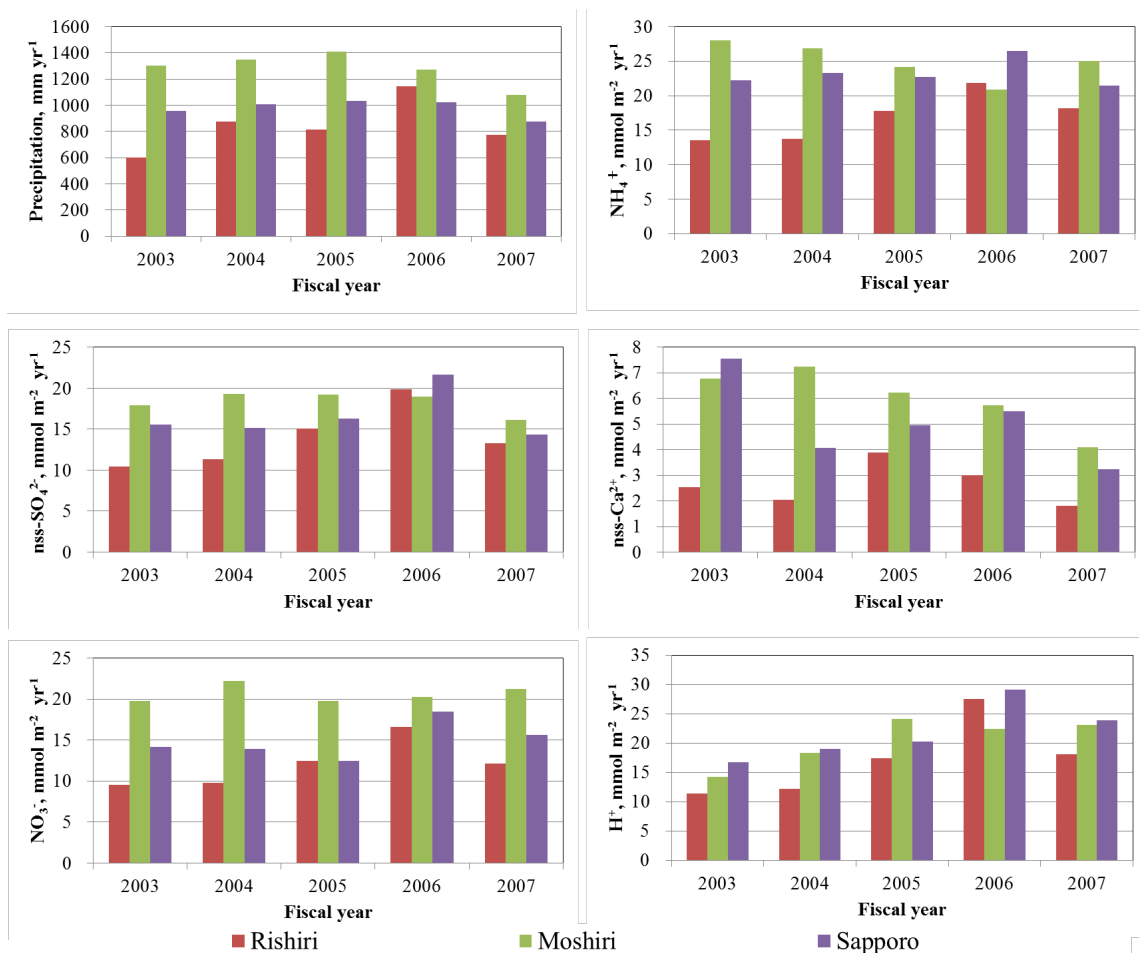 Precipitation, mm yr-1
1600
1400
1200
1000
800
600
400
200
0
2003 2004 2005 2006 2007
Fiscal year
NH4+, mmol m-2 yr-1
30
25
20
15
10
5
0
2003 2004 2005 2006 2007
Fiscal year
nss-SO42-, mmol m-2 yr-1
25
20
15
10
5
0
2003 2004 2005 2006 2007
Fiscal year
nss-Ca2+, mmol m-2 yr-1
8
7
6
5
4
3
2
1
0
2003 2004 2005 2006 2007
Fiscal year
NO3-, mmol m-2 yr-1
25
20
15
10
5
0
2003 2004 2005 2006 2007
Fiscal year
H+, mmol m-2 yr-1
35
30
25
20
15
10
5
0
2003 2004 2005 2006 2007
Fiscal year
Rishiri Moshiri Sapporo